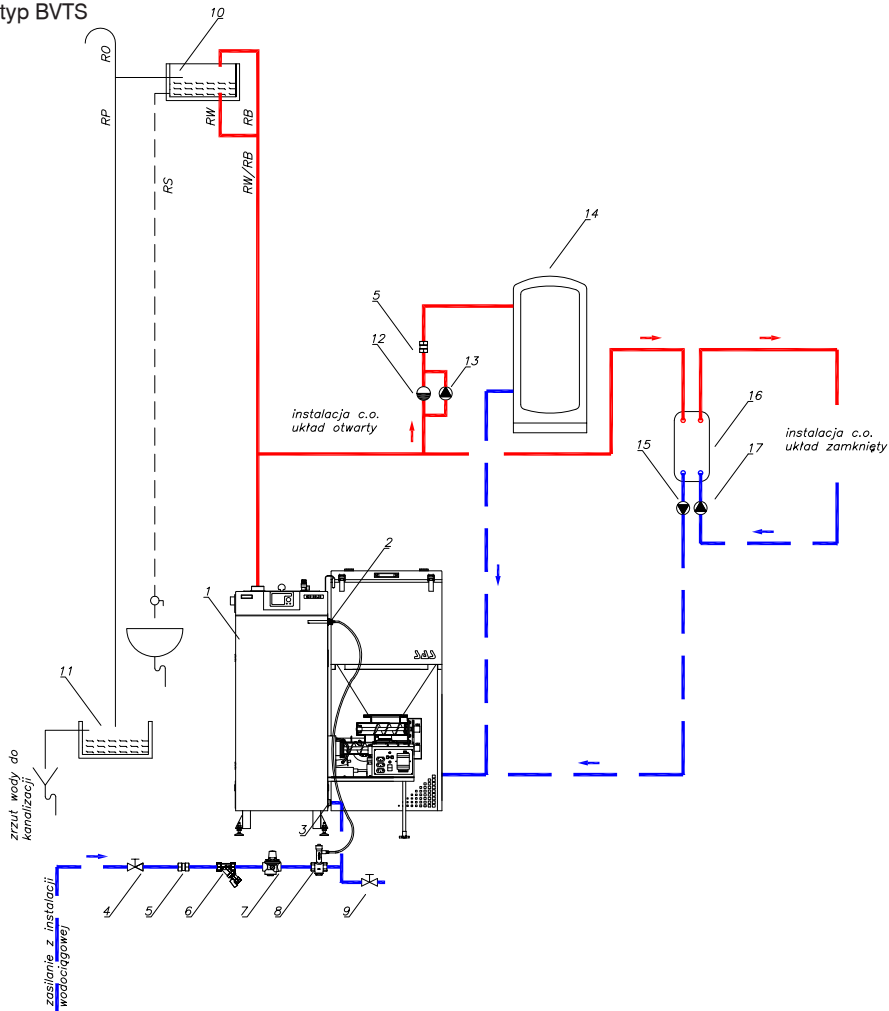 typ BVTS
10
RO
RP
RW
RB
RS
RW/RB
14
5
12
13
instalacja c.o.
układ otwarty
16
instalacja c.o.
układ zamknięty
15
17
2
1
SAS
11
zrzut wody do
kanalizacji
3
4
5
6
7
8
9
zasilanie z instalacji
wodociągowej